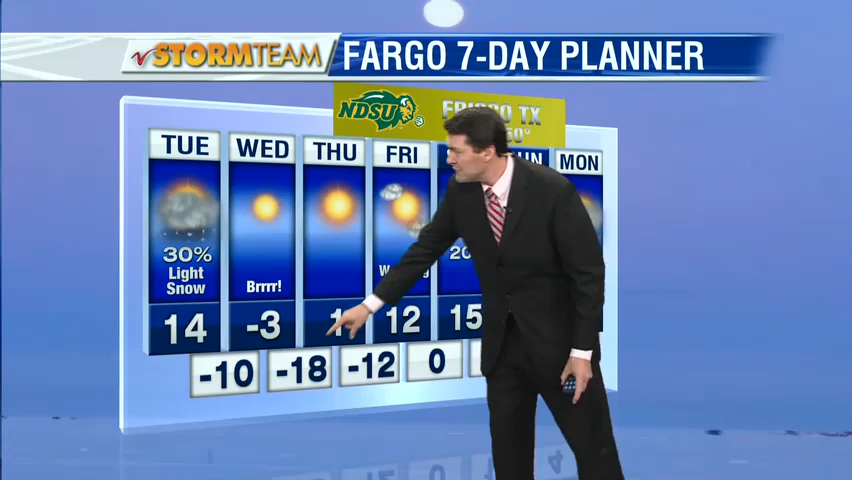 STORMTEAM
FARGO 7-DAY PLANNER
NDSU
TX
TUE WED THU FRI MON
30%
Light
Snow
Brrrr!
14 -3 12 15
-10 -18 -12 0